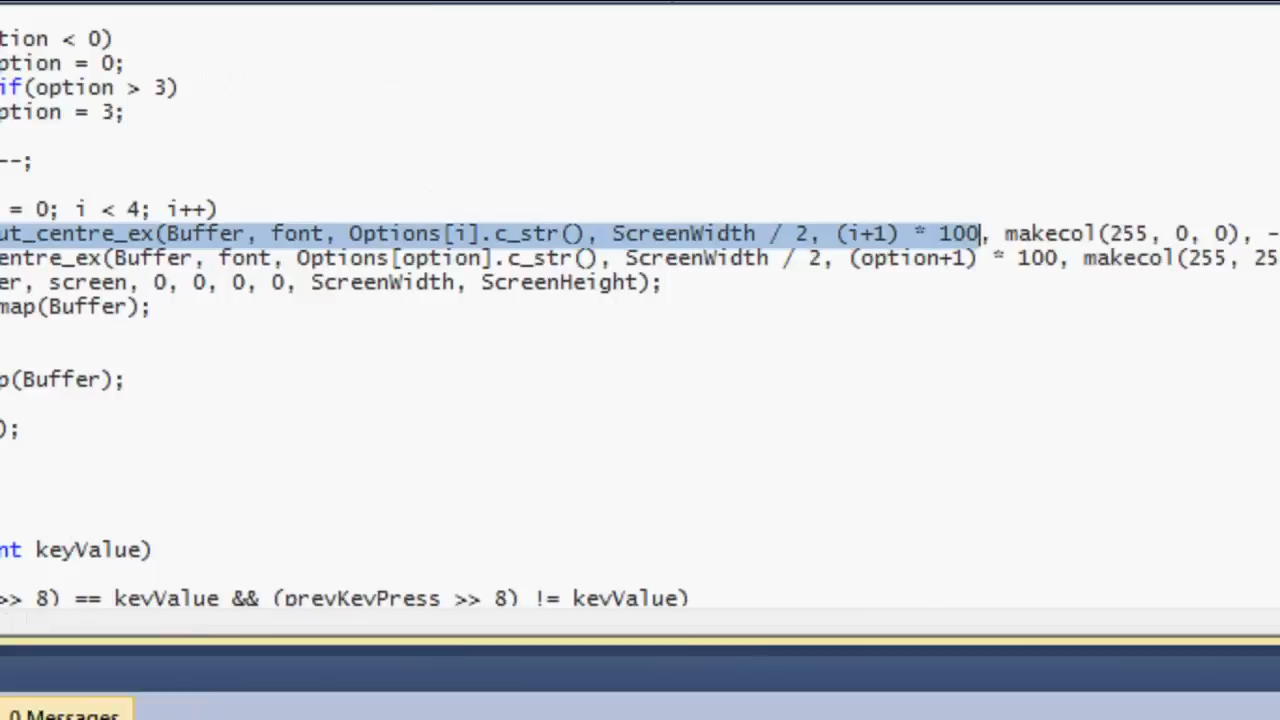 tion < 0)
ption = 0;
if(option > 3)
ption = 3;
--;
= 0; i < 4; i++)
ut_centre_ex(Buffer, font, Options[i].c_str(), ScreenWidth / 2, (i+1) * 100, makecol(255, 0, 0), -
entre_ex(Buffer, font, Options[option].c_str(), ScreenWidth / 2, (option+1) * 100, makecol(255, 25
er, screen, 0, 0, 0, 0, ScreenWidth, ScreenHeight);
map(Buffer);
p(Buffer);
);
nt keyValue)
>> 8) == keyValue && (prevKeyPress >> 8) != keyValue)
0 Messages